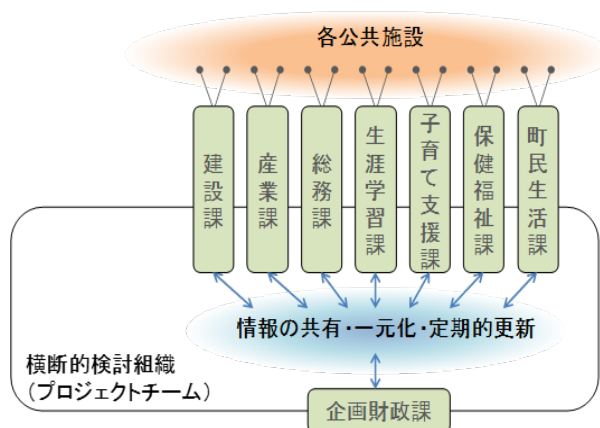 各公共施設
建設課
産業課
総務課
生涯学習課
子育て支援課
保健福祉課
町民生活課
情報の共有・一元化・定期的更新
横断的検討組織
(プロジェクトチーム)
企画財政課